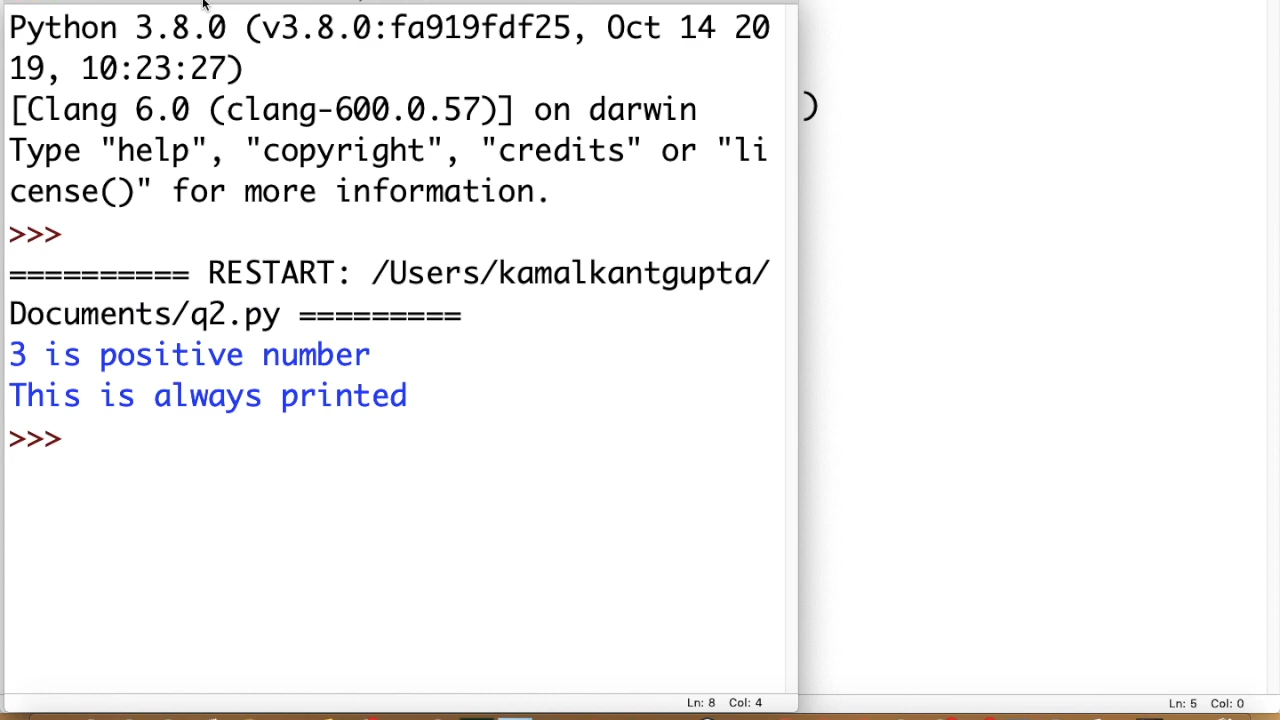 Python 3.8.0 (v3.8.0:fa919fdf25, Oct 14 20
19, 10:23:27)
[Clang 6.0 (clang-600.0.57)] on darwin
)
Type "help", "copyright", "credits" or "li
cense()" for more information.
>>>
========== RESTART: /Users/kamalkantgupta/
Documents/q2.py =========
3 is positive number
This is always printed
>>>
Ln: 8 Col: 4
Ln: 5 Col: 0